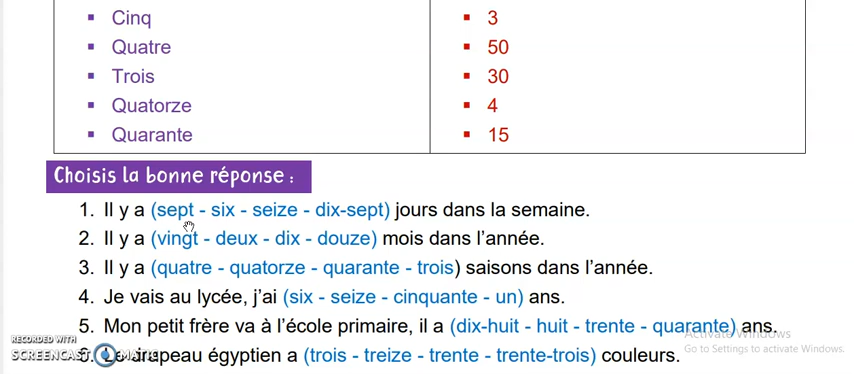 Cinq 3
Quatre 50
Trois 30
Quatorze 4
Quarante 15
Choisis la bonne réponse :
1. Il y a (sept - six - seize - dix-sept) jours dans la semaine.
2. Il y a (vingt - deux - dix - douze) mois dans l'année.
3. Il y a (quatre - quatorze - quarante - trois) saisons dans l'année.
4. Je vais au lycée, j'ai (six - seize - cinquante - un) ans.
5. Mon petit frère va à l'école primaire, il a (dix-huit - huit - trente - quarante) ans.
Activate Windows
Go to Settings to activate Windows.
RECORDED WITH
SCREENCAST MATIC
6. Le drapeau égyptien a (trois - treize - trente - trente-trois) couleurs.